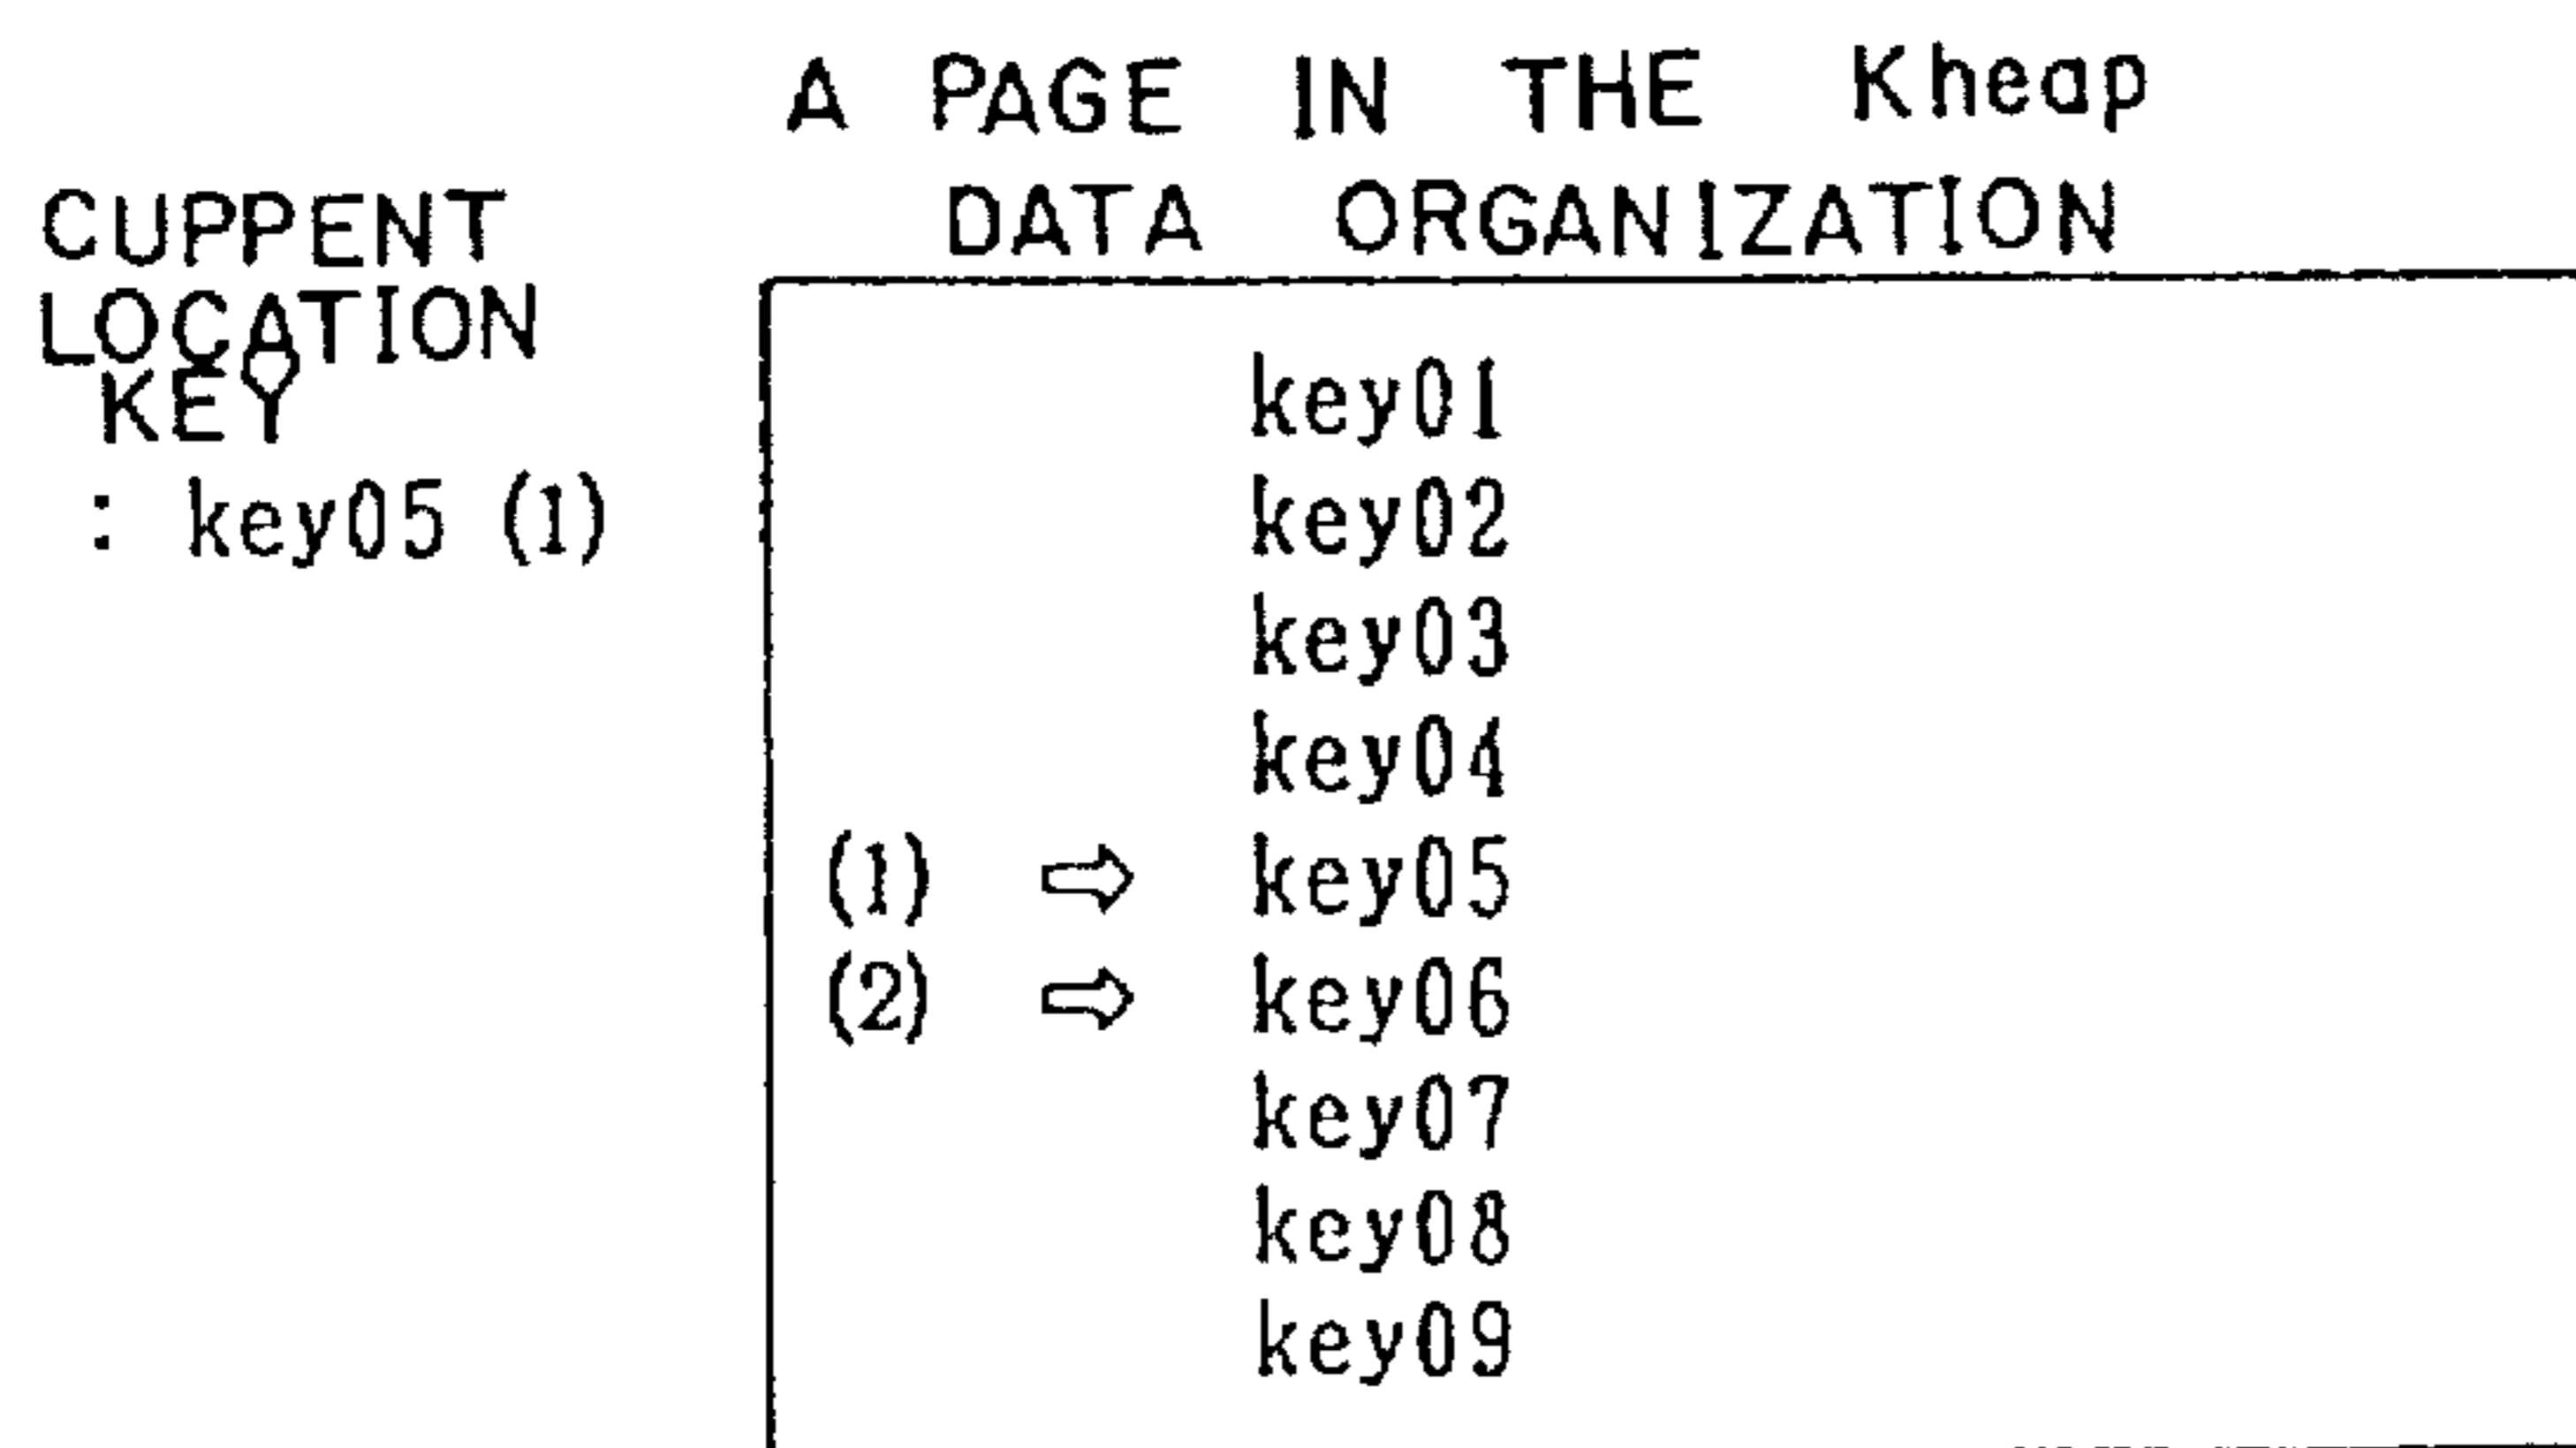 A PAGE IN THE Kheap
DATA ORGANIZATION
CUPPENT
LOCATION
KEY
: key05 (1)
key01
key02
key03
key04
(1) ⇨ key05
(2) ⇨ key06
key07
key08
key09